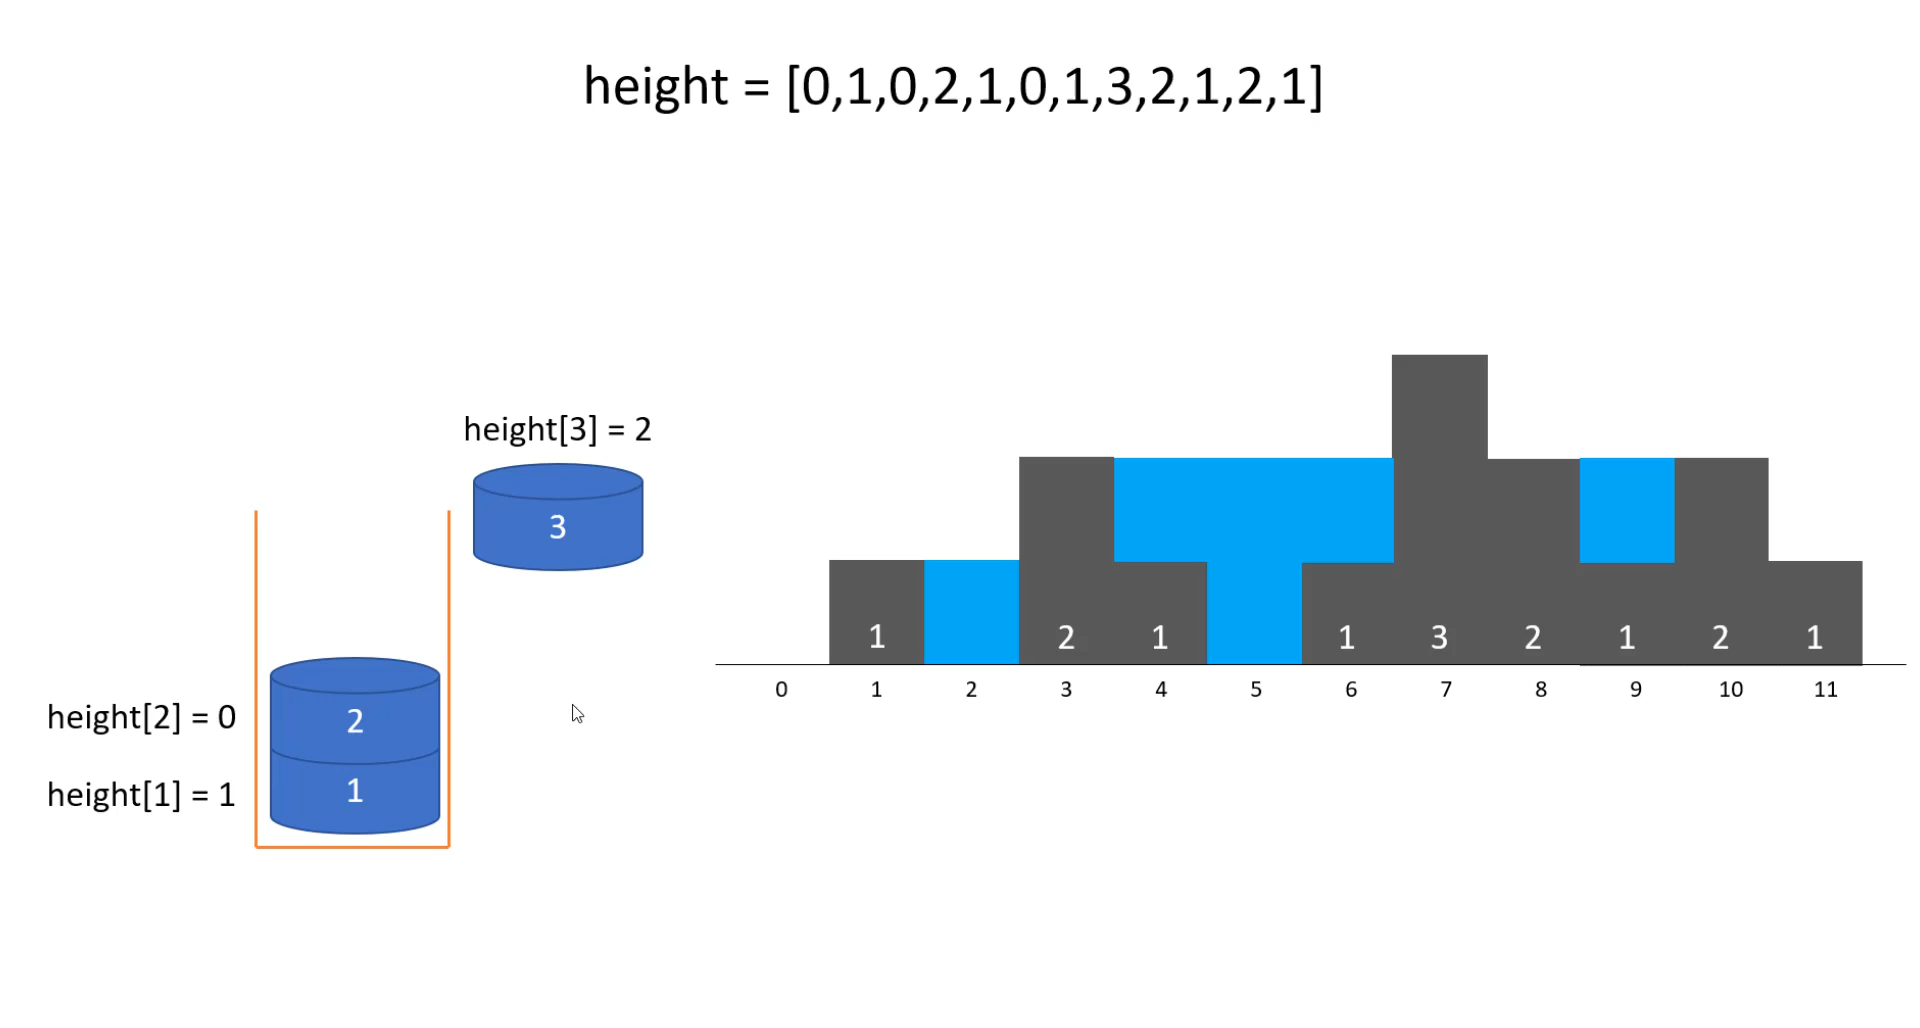 height = [0,1,0,2,1,0,1,3,2,1,2,1]
height[3] = 2
3
height[2] = 0
2
height[1] = 1
1
1 2 1 1 3 2 1 2 1
0 1 2 3 4 5 6 7 8 9 10 11